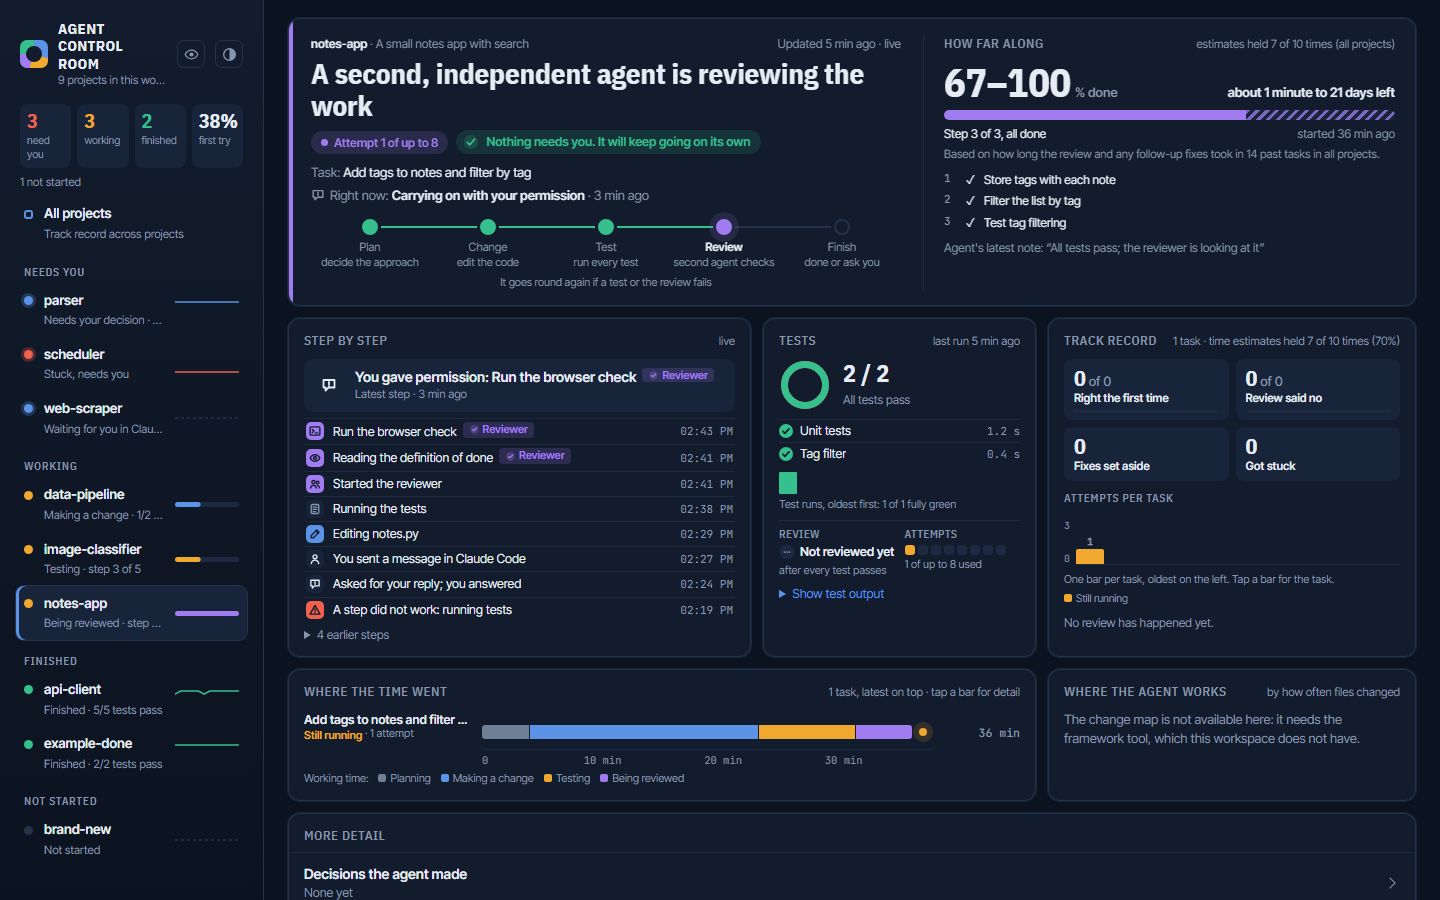 AGENT
CONTROL
ROOM
9 projects in this wo...
3
need
you
3
working
2
finished
38%
first try
1 not started
All projects
Track record across projects
NEEDS YOU
parser
Needs your decision · ...
scheduler
Stuck, needs you
web-scraper
Waiting for you in Clau...
WORKING
data-pipeline
Making a change · 1/2 ...
image-classifier
Testing · step 3 of 5
notes-app
Being reviewed · step ...
FINISHED
api-client
Finished · 5/5 tests pass
example-done
Finished · 2/2 tests pass
NOT STARTED
brand-new
Not started
notes-app · A small notes app with search
Updated 5 min ago · live
A second, independent agent is reviewing the
work
Attempt 1 of up to 8
Nothing needs you. It will keep going on its own
Task: Add tags to notes and filter by tag
Right now: Carrying on with your permission · 3 min ago
Plan
decide the approach
Change
edit the code
Test
run every test
Review
second agent checks
Finish
done or ask you
It goes round again if a test or the review fails
HOW FAR ALONG
estimates held 7 of 10 times (all projects)
67–100 % done
about 1 minute to 21 days left
Step 3 of 3, all done
started 36 min ago
Based on how long the review and any follow-up fixes took in 14 past tasks in all projects.
1 ✓ Store tags with each note
2 ✓ Filter the list by tag
3 ✓ Test tag filtering
Agent's latest note: “All tests pass; the reviewer is looking at it”
STEP BY STEP
live
You gave permission: Run the browser check Reviewer
Latest step · 3 min ago
Run the browser check Reviewer 02:43 PM
Reading the definition of done Reviewer 02:41 PM
Started the reviewer 02:41 PM
Running the tests 02:38 PM
Editing notes.py 02:29 PM
You sent a message in Claude Code 02:27 PM
Asked for your reply; you answered 02:24 PM
A step did not work: running tests 02:19 PM
4 earlier steps
TESTS
last run 5 min ago
2 / 2
All tests pass
Unit tests 1.2 s
Tag filter 0.4 s
Test runs, oldest first: 1 of 1 fully green
REVIEW
Not reviewed yet
after every test passes
ATTEMPTS
1 of up to 8 used
Show test output
TRACK RECORD
1 task · time estimates held 7 of 10 times (70%)
0 of 0
Right the first time
0 of 0
Review said no
0
Fixes set aside
0
Got stuck
ATTEMPTS PER TASK
3
1
0
One bar per task, oldest on the left. Tap a bar for the task.
Still running
No review has happened yet.
WHERE THE TIME WENT
1 task, latest on top · tap a bar for detail
Add tags to notes and filter ...
Still running · 1 attempt
36 min
0 10 min 20 min 30 min
Working time: Planning Making a change Testing Being reviewed
WHERE THE AGENT WORKS
by how often files changed
The change map is not available here: it needs the
framework tool, which this workspace does not have.
MORE DETAIL
Decisions the agent made
None yet